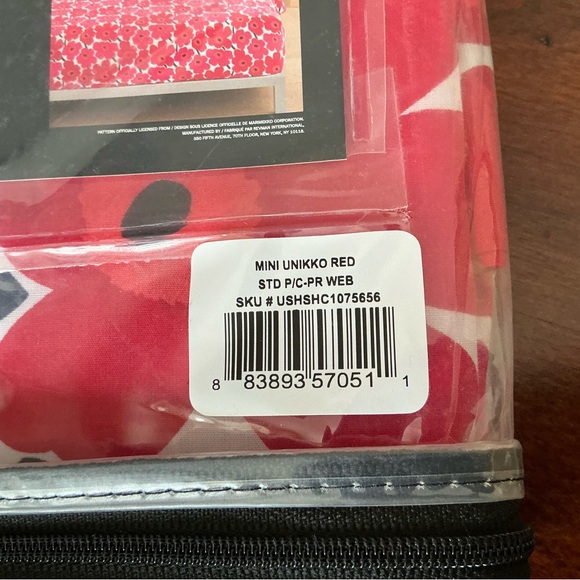 PATTERN OFFICIALLY LICENSED FROM / DESIGN SOUS LICENCE OFFICIELLE DE MARIMEKKO CORPORATION.
MANUFACTURED BY / FABRIQUÉ PAR REVMAN INTERNATIONAL,
350 FIFTH AVENUE, 70TH FLOOR, NEW YORK, NY 10118.
MINI UNIKKO RED
STD P/C-PR WEB
SKU # USHSHC1075656
8 83893 57051 1